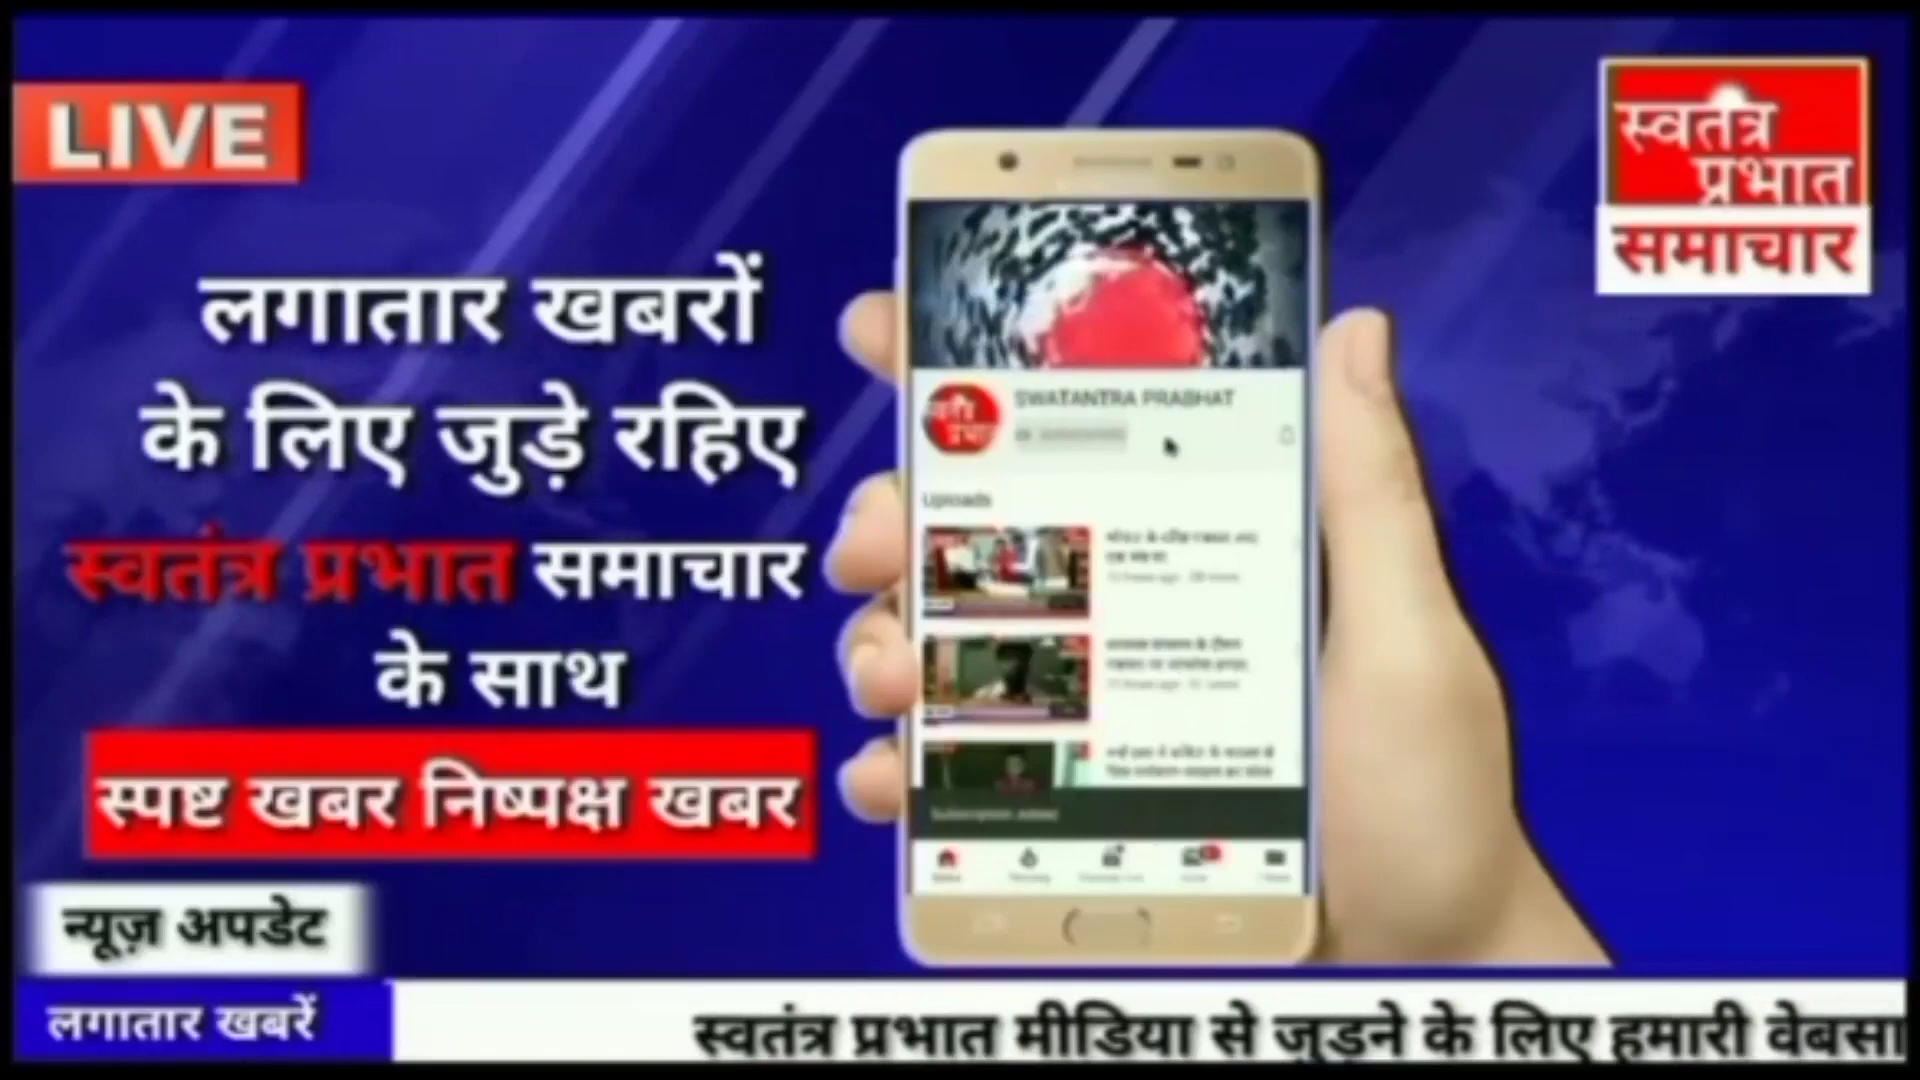 LIVE
स्वतंत्र
प्रभात
समाचार
लगातार खबरों
के लिए जुड़े रहिए
स्वतंत्र प्रभात समाचार
के साथ
स्पष्ट खबर निष्पक्ष खबर
SWATANTRA PRABHAT
Uploads
न्यूज़ अपडेट
लगातार खबरें
स्वतंत्र प्रभात मीडिया से जुड़ने के लिए हमारी वेबसा